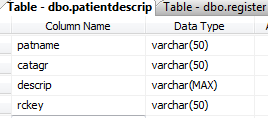 Table - dbo.patientdescrip Table - dbo.register
Column Name Data Type
patname varchar(50)
catagr varchar(50)
descrip varchar(MAX)
rckey varchar(50)